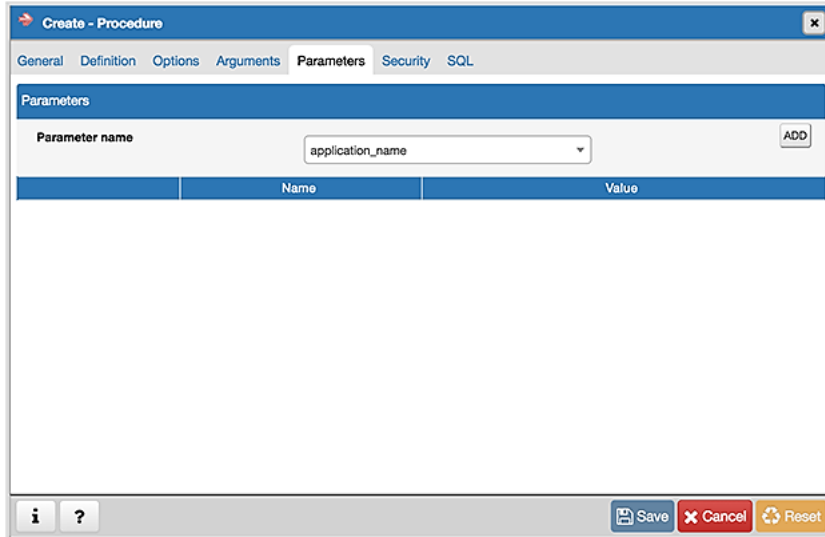 Create - Procedure
General Definition Options Arguments Parameters Security SQL
Parameters
Parameter name application_name ADD
Name Value
i ? Save Cancel Reset